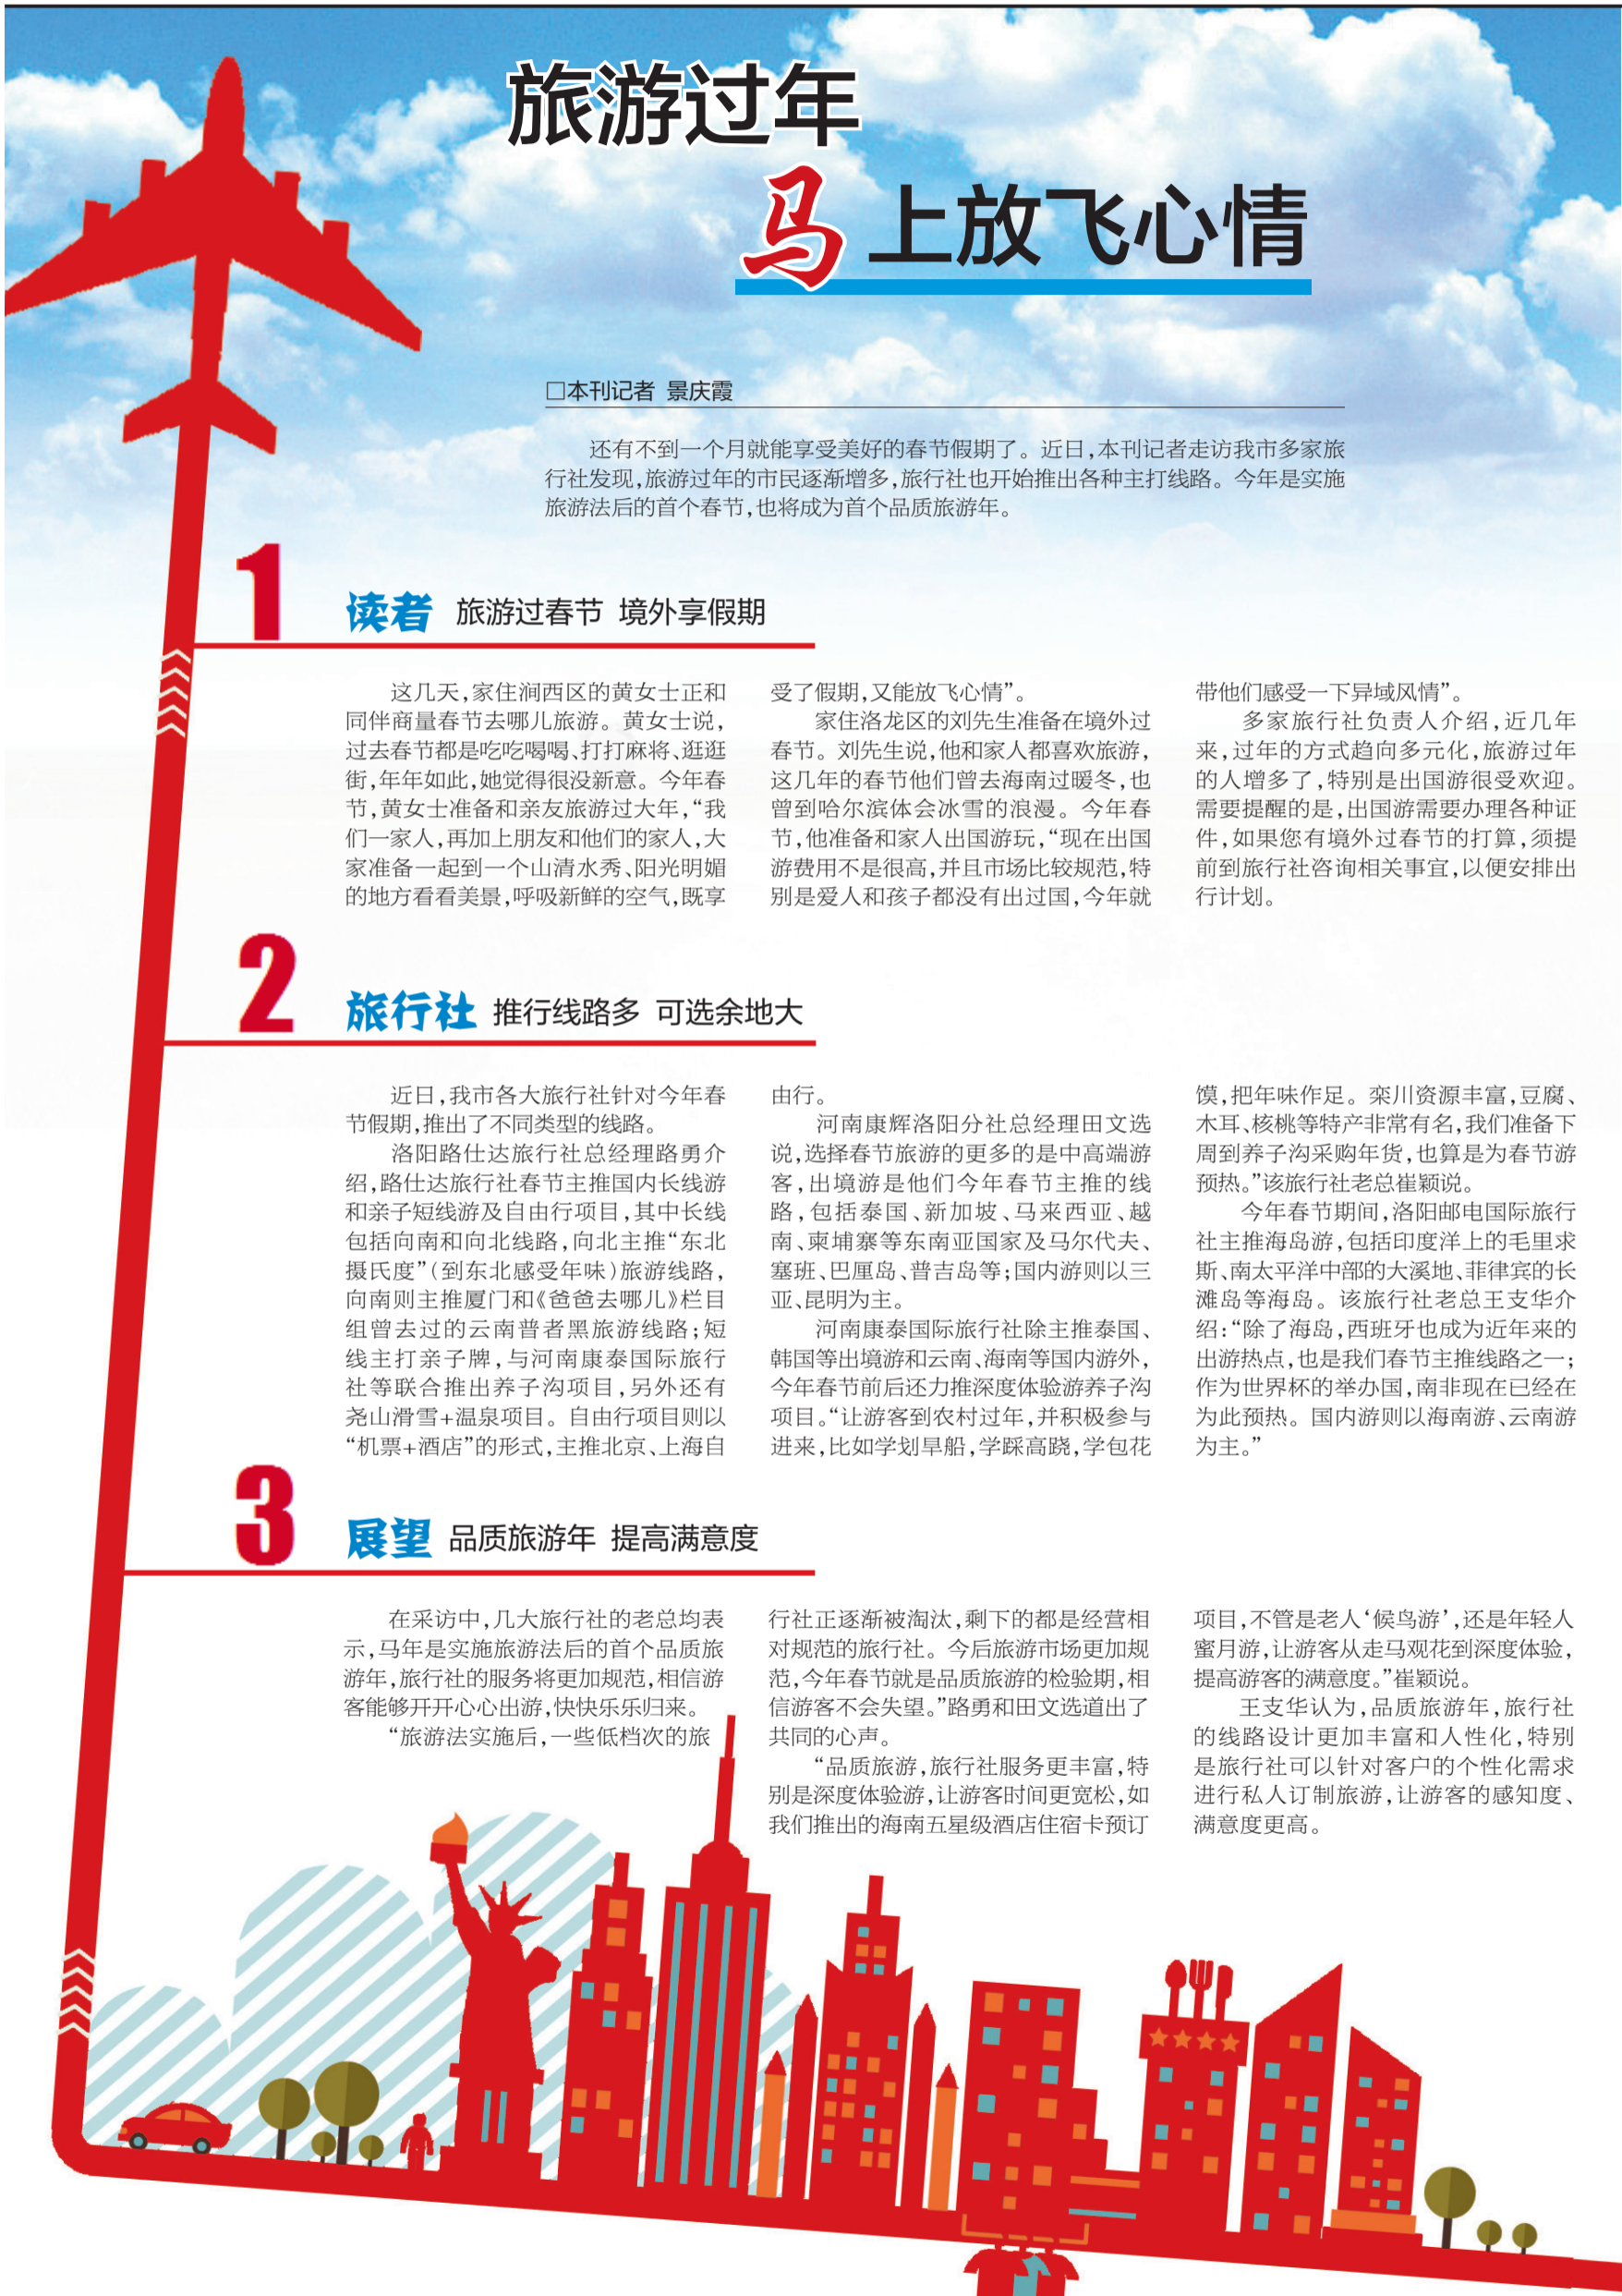 旅游过年
马上放飞心情
□本刊记者 景庆霞
还有不到一个月就能享受美好的春节假期了。近日，本刊记者走访我市多家旅
行社发现，旅游过年的市民逐渐增多，旅行社也开始推出各种主打线路。今年是实施
旅游法后的首个春节，也将成为首个品质旅游年。
1
读者 旅游过春节 境外享假期
这几天，家住涧西区的黄女士正和
同伴商量春节去哪儿旅游。黄女士说，
过去春节都是吃吃喝喝、打打麻将、逛逛
街，年年如此，她觉得很没新意。今年春
节，黄女士准备和亲友旅游过大年，“我
们一家人，再加上朋友和他们的家人，大
家准备一起到一个山清水秀、阳光明媚
的地方看看美景，呼吸新鲜的空气，既享
受了假期，又能放飞心情”。
家住洛龙区的刘先生准备在境外过
春节。刘先生说，他和家人都喜欢旅游，
这几年的春节他们曾去海南过暖冬，也
曾到哈尔滨体会冰雪的浪漫。今年春
节，他准备和家人出国游玩，“现在出国
游费用不是很高，并且市场比较规范，特
别是爱人和孩子都没有出过国，今年就
带他们感受一下异域风情”。
多家旅行社负责人介绍，近几年
来，过年的方式趋向多元化，旅游过年
的人增多了，特别是出国游很受欢迎。
需要提醒的是，出国游需要办理各种证
件，如果您有境外过春节的打算，须提
前到旅行社咨询相关事宜，以便安排出
行计划。
2
旅行社 推行线路多 可选余地大
近日，我市各大旅行社针对今年春
节假期，推出了不同类型的线路。
洛阳路仕达旅行社总经理路勇介
绍，路仕达旅行社春节主推国内长线游
和亲子短线游及自由行项目，其中长线
包括向南和向北线路，向北主推“东北
摄氏度”（到东北感受年味）旅游线路，
向南则主推厦门和《爸爸去哪儿》栏目
组曾去过的云南普者黑旅游线路；短
线主打亲子牌，与河南康泰国际旅行
社等联合推出养子沟项目，另外还有
尧山滑雪+温泉项目。自由行项目则以
“机票+酒店”的形式，主推北京、上海自
由行。
河南康辉洛阳分社总经理田文选
说，选择春节旅游的更多的是中高端游
客，出境游是他们今年春节主推的线
路，包括泰国、新加坡、马来西亚、越
南、柬埔寨等东南亚国家及马尔代夫、
塞班、巴厘岛、普吉岛等；国内游则以三
亚、昆明为主。
河南康泰国际旅行社除主推泰国、
韩国等出境游和云南、海南等国内游外，
今年春节前后还力推深度体验游养子沟
项目。“让游客到农村过年，并积极参与
进来，比如学划旱船，学踩高跷，学包花
馍，把年味作足。栾川资源丰富，豆腐、
木耳、核桃等特产非常有名，我们准备下
周到养子沟采购年货，也算是为春节游
预热。”该旅行社老总崔颖说。
今年春节期间，洛阳邮电国际旅行
社主推海岛游，包括印度洋上的毛里求
斯、南太平洋中部的大溪地、菲律宾的长
滩岛等海岛。该旅行社老总王支华介
绍：“除了海岛，西班牙也成为近年来的
出游热点，也是我们春节主推线路之一；
作为世界杯的举办国，南非现在已经在
为此预热。国内游则以海南游、云南游
为主。”
3
展望 品质旅游年 提高满意度
在采访中，几大旅行社的老总均表
示，马年是实施旅游法后的首个品质旅
游年，旅行社的服务将更加规范，相信游
客能够开开心心出游，快快乐乐归来。
“旅游法实施后，一些低档次的旅
行社正逐渐被淘汰，剩下的都是经营相
对规范的旅行社。今后旅游市场更加规
范，今年春节就是品质旅游的检验期，相
信游客不会失望。”路勇和田文选道出了
共同的心声。
“品质旅游，旅行社服务更丰富，特
别是深度体验游，让游客时间更宽松，如
我们推出的海南五星级酒店住宿卡预订
项目，不管是老人‘候鸟游’，还是年轻人
蜜月游，让游客从走马观花到深度体验，
提高游客的满意度。”崔颖说。
王支华认为，品质旅游年，旅行社
的线路设计更加丰富和人性化，特别
是旅行社可以针对客户的个性化需求
进行私人订制旅游，让游客的感知度、
满意度更高。